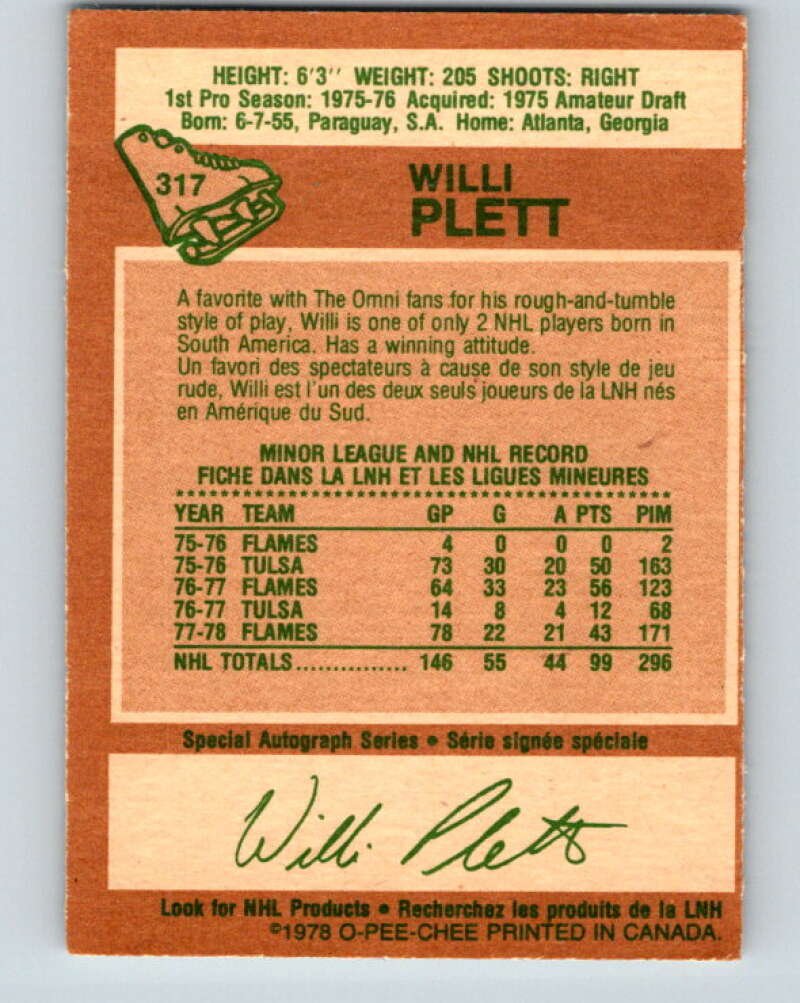 HEIGHT: 6'3'' WEIGHT: 205 SHOOTS: RIGHT
1st Pro Season: 1975-76 Acquired: 1975 Amateur Draft
Born: 6-7-55, Paraguay, S.A. Home: Atlanta, Georgia
317
WILLI
PLETT
A favorite with The Omni fans for his rough-and-tumble
style of play, Willi is one of only 2 NHL players born in
South America. Has a winning attitude.
Un favori des spectateurs à cause de son style de jeu
rude, Willi est l'un des deux seuls joueurs de la LNH nés
en Amérique du Sud.
MINOR LEAGUE AND NHL RECORD
FICHE DANS LA LNH ET LES LIGUES MINEURES
YEAR TEAM GP G A PTS PIM
75-76 FLAMES 4 0 0 0 2
75-76 TULSA 73 30 20 50 163
76-77 FLAMES 64 33 23 56 123
76-77 TULSA 14 8 4 12 68
77-78 FLAMES 78 22 21 43 171
NHL TOTALS............... 146 55 44 99 296
Special Autograph Series • Série signée spéciale
Willi Plett
Look for NHL Products • Recherchez les produits de la LNH
©1978 O-PEE-CHEE PRINTED IN CANADA.